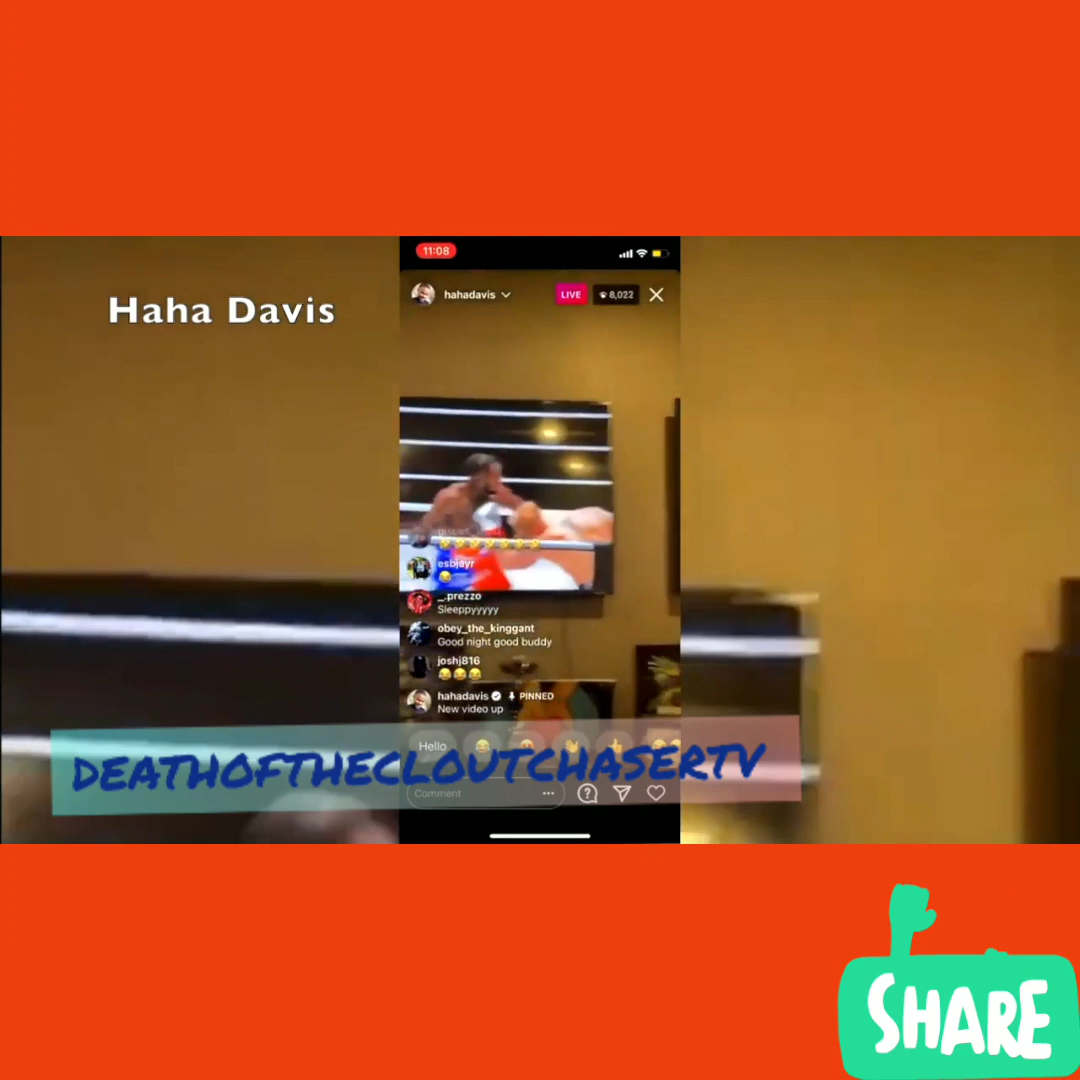 11:08
Haha Davis
hahadavis
LIVE
8,022
esbjayr
_.prezzo
Sleeppyyyyy
obey_the_kinggant
Good night good buddy
joshj816
hahadavis PINNED
New video up
Hello
DEATHOFTHECLOUTCHASERTV
Comment
SHARE